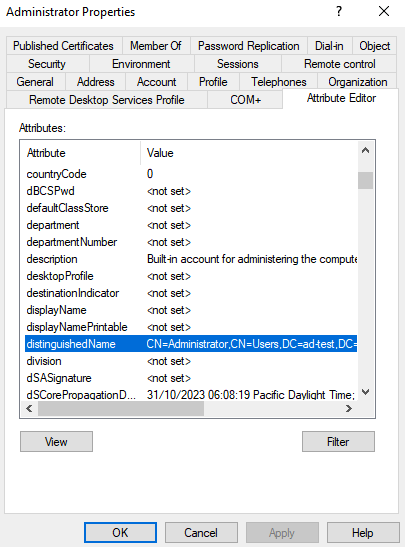 Administrator Properties ? ×
Published Certificates Member Of Password Replication Dial-in Object
Security Environment Sessions Remote control
General Address Account Profile Telephones Organization
Remote Desktop Services Profile COM+ Attribute Editor
Attributes:
Attribute Value
countryCode 0
dBCSPwd <not set>
defaultClassStore <not set>
department <not set>
departmentNumber <not set>
description Built-in account for administering the compute
desktopProfile <not set>
destinationIndicator <not set>
displayName <not set>
displayNamePrintable <not set>
distinguishedName CN=Administrator,CN=Users,DC=ad-test,DC=
division <not set>
dSASignature <not set>
dSCorePropagationD... 31/10/2023 06:08:19 Pacific Daylight Time;
View Filter
OK Cancel Apply Help